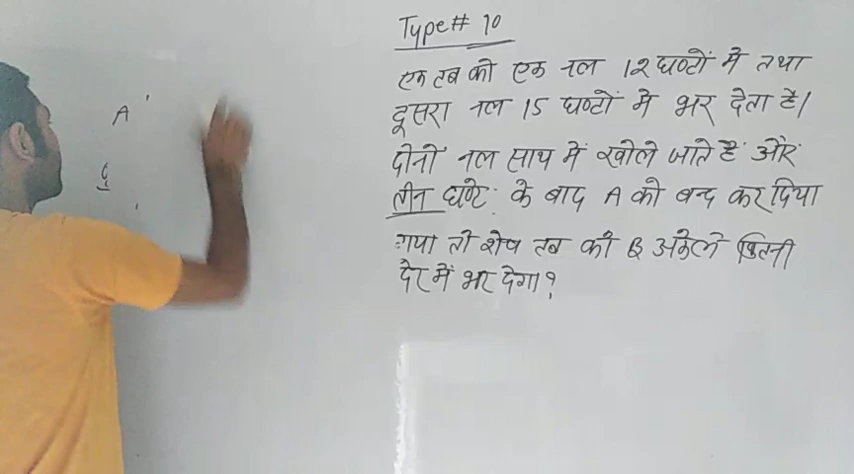 Type# 10
एक टब को एक नल 12 घण्टों में तथा
दूसरा नल 15 घण्टों में भर देता है।
दोनों नल साथ में खोले जाते हैं और
तीन घण्टे के बाद A को बन्द कर दिया
गया तो शेष टब को B अकेले कितनी
देर में भर देगा?
A